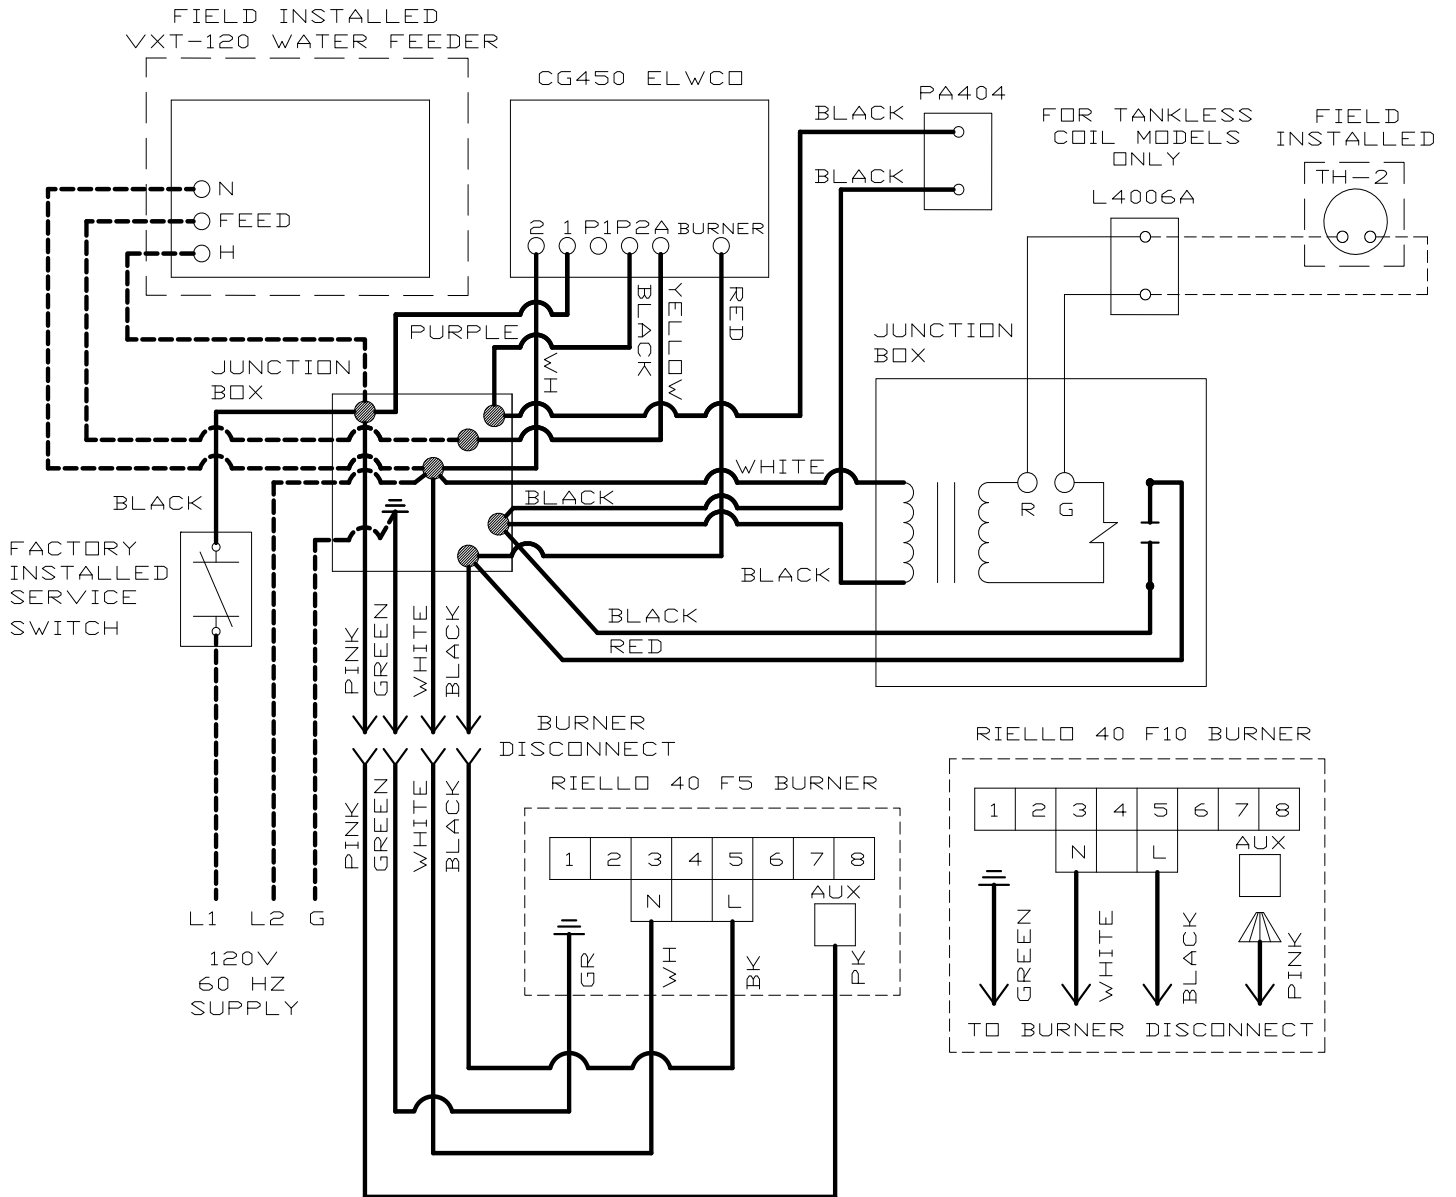 FIELD INSTALLED
VXT-120 WATER FEEDER
N
FEED
H
CG450 ELWCO
2 1 P1 P2 A BURNER
PURPLE
WH
BLACK
YELLOW
RED
PA404
BLACK
BLACK
FOR TANKLESS
COIL MODELS
ONLY
L4006A
FIELD
INSTALLED
TH-2
JUNCTION
BOX
JUNCTION
BOX
BLACK
WHITE
BLACK
R G
BLACK
BLACK
RED
FACTORY
INSTALLED
SERVICE
SWITCH
PINK
GREEN
WHITE
BLACK
BURNER
DISCONNECT
PINK
GREEN
WHITE
BLACK
L1 L2 G
120V
60 HZ
SUPPLY
RIELLO 40 F5 BURNER
1 2 3 4 5 6 7 8
N L
AUX
GR
WH
BK
PK
RIELLO 40 F10 BURNER
1 2 3 4 5 6 7 8
N L
AUX
GREEN
WHITE
BLACK
PINK
TO BURNER DISCONNECT